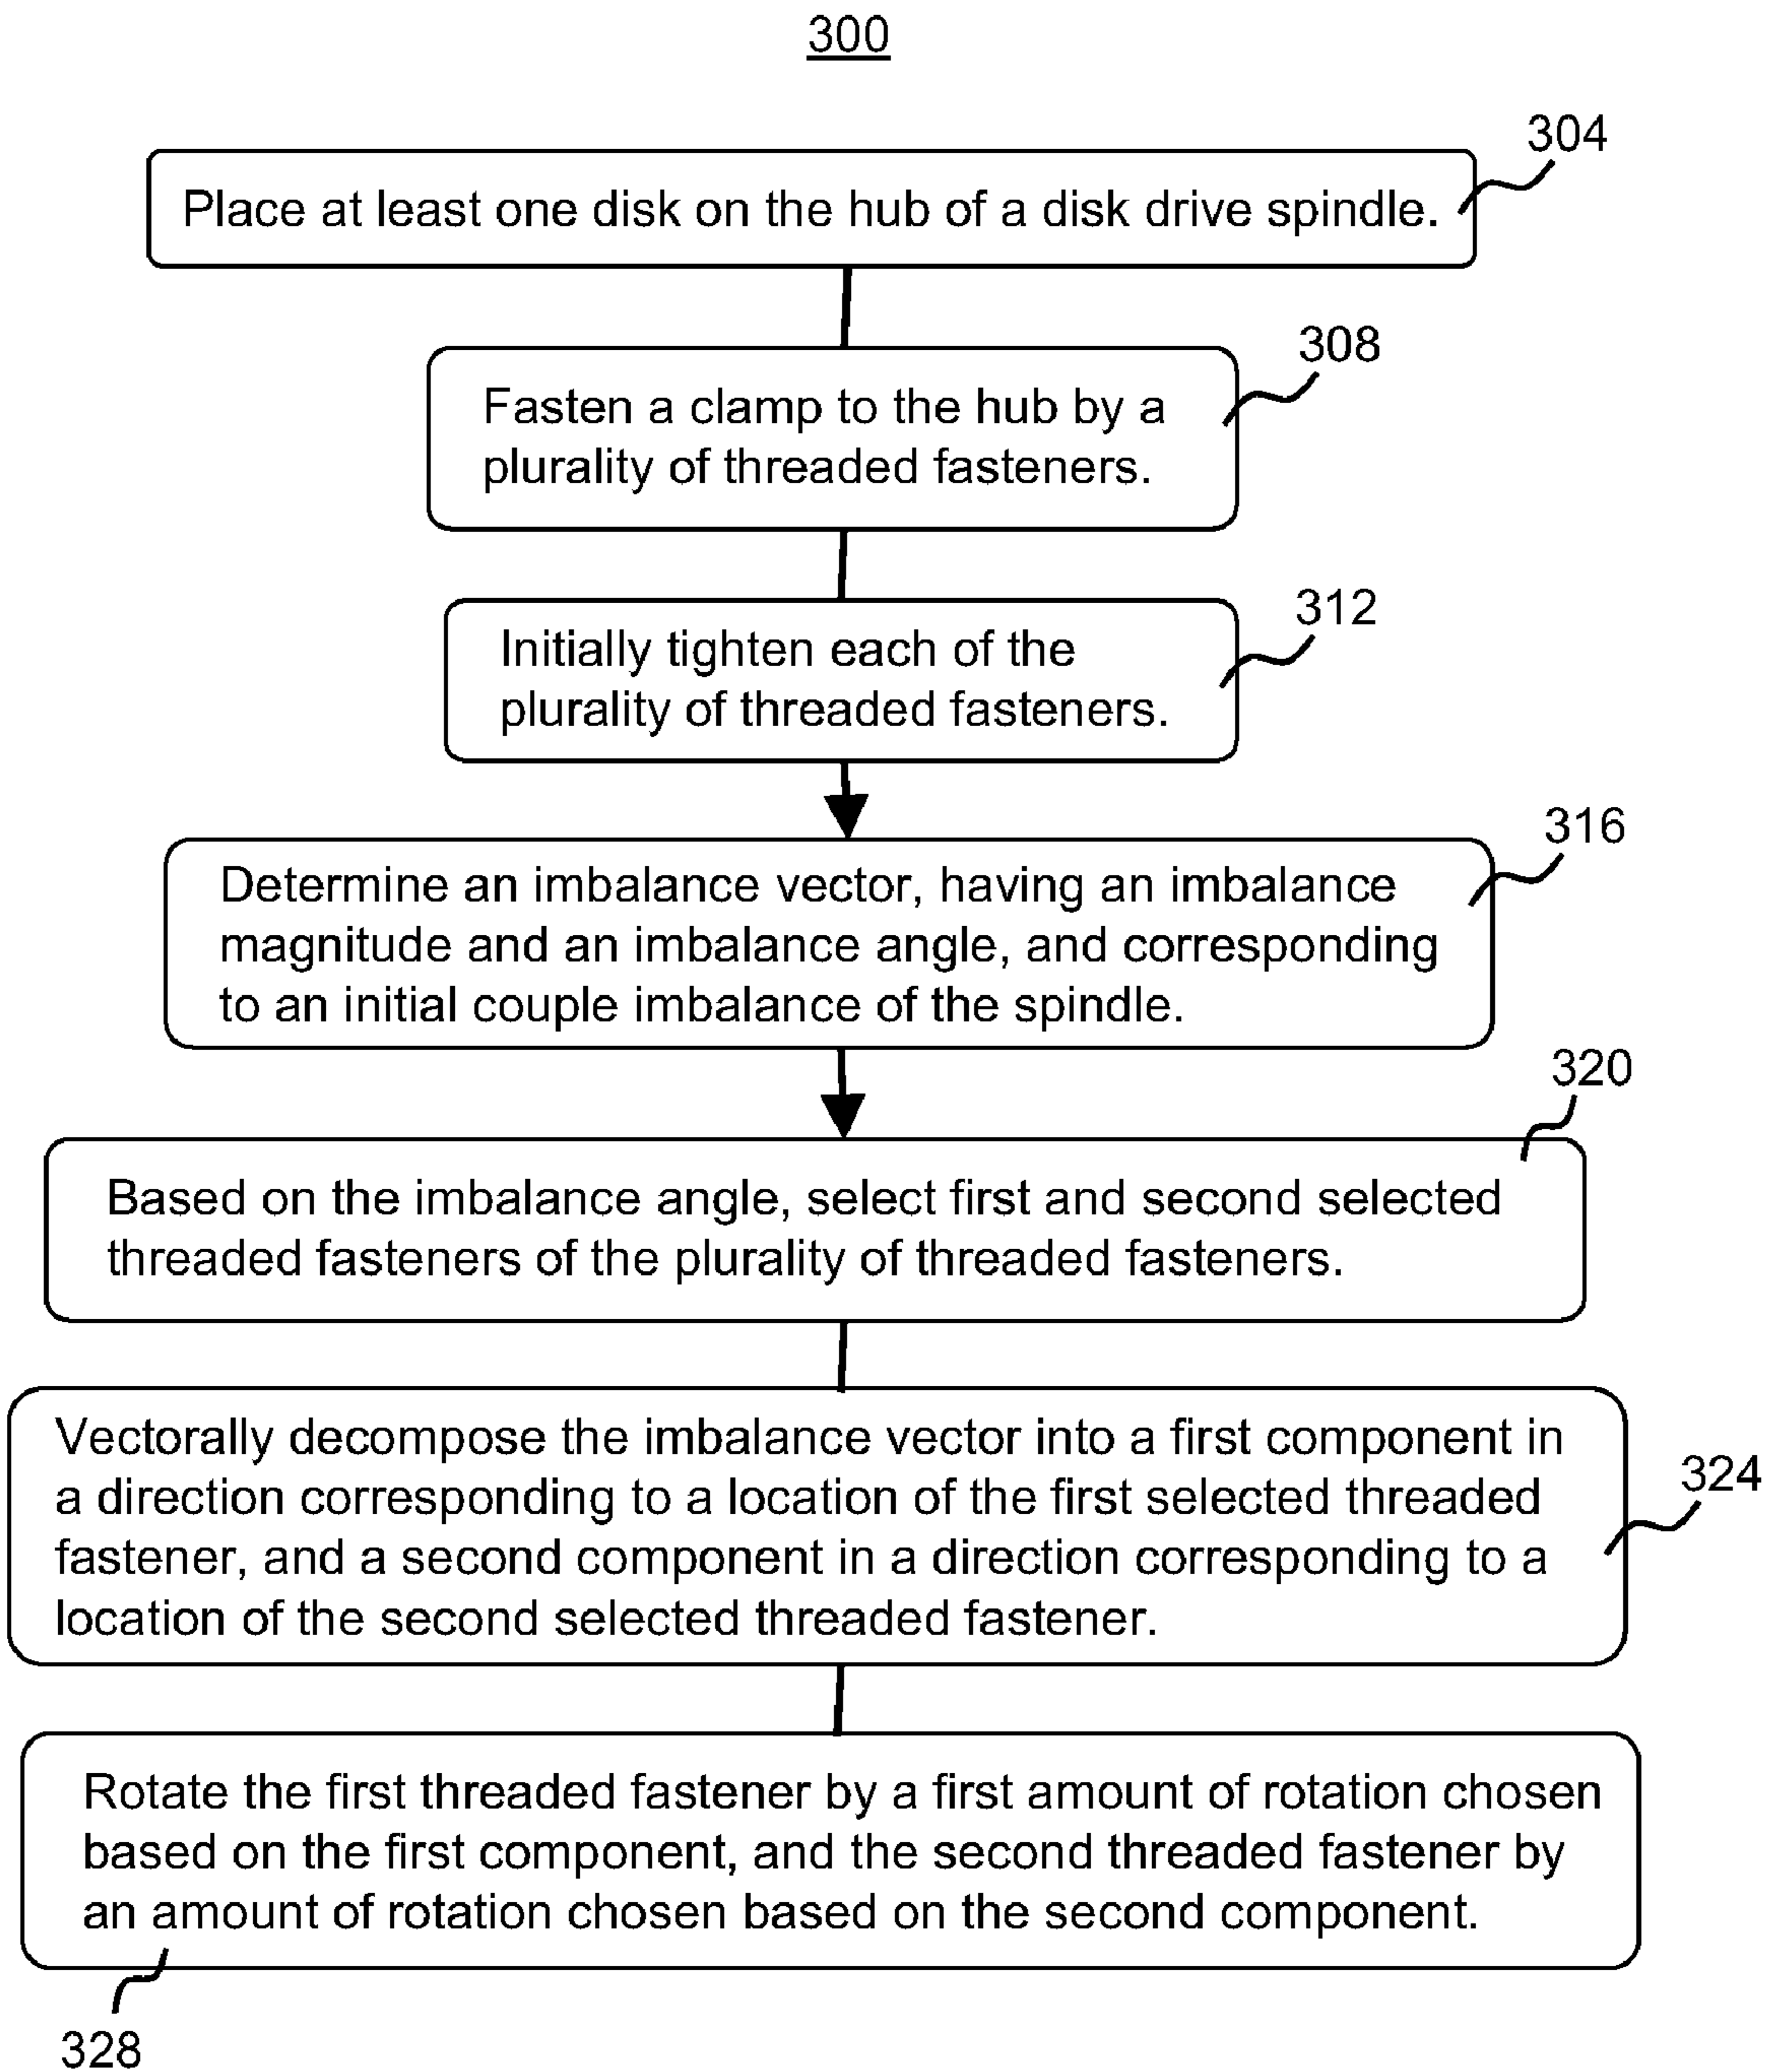 300
304
Place at least one disk on the hub of a disk drive spindle.
308
Fasten a clamp to the hub by a
plurality of threaded fasteners.
312
Initially tighten each of the
plurality of threaded fasteners.
316
Determine an imbalance vector, having an imbalance
magnitude and an imbalance angle, and corresponding
to an initial couple imbalance of the spindle.
320
Based on the imbalance angle, select first and second selected
threaded fasteners of the plurality of threaded fasteners.
Vectorally decompose the imbalance vector into a first component in
a direction corresponding to a location of the first selected threaded
324
fastener, and a second component in a direction corresponding to a
location of the second selected threaded fastener.
Rotate the first threaded fastener by a first amount of rotation chosen
based on the first component, and the second threaded fastener by
an amount of rotation chosen based on the second component.
328